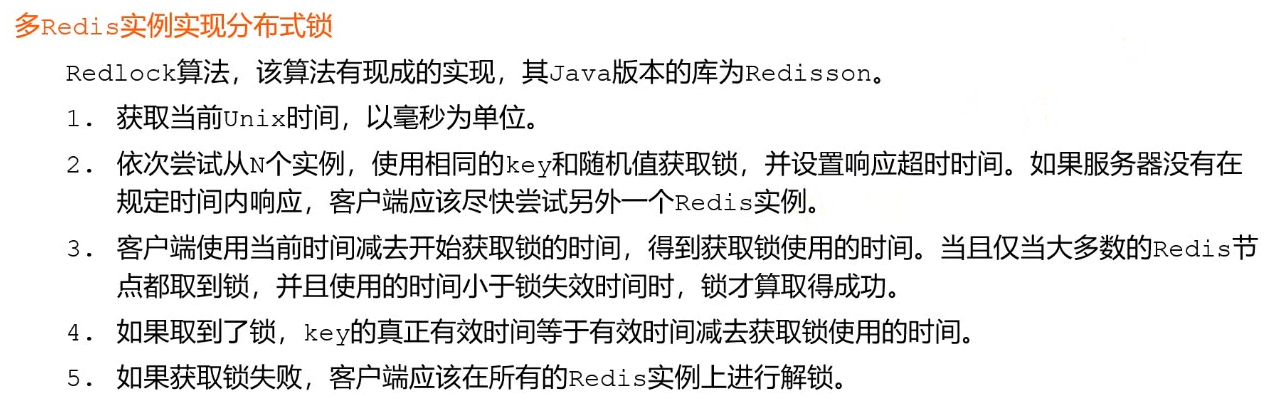 多Redis实例实现分布式锁
Redlock算法，该算法有现成的实现，其Java版本的库为Redisson。
1. 获取当前Unix时间，以毫秒为单位。
2. 依次尝试从N个实例，使用相同的key和随机值获取锁，并设置响应超时时间。如果服务器没有在
规定时间内响应，客户端应该尽快尝试另外一个Redis实例。
3. 客户端使用当前时间减去开始获取锁的时间，得到获取锁使用的时间。当且仅当大多数的Redis节
点都取到锁，并且使用的时间小于锁失效时间时，锁才算取得成功。
4. 如果取到了锁，key的真正有效时间等于有效时间减去获取锁使用的时间。
5. 如果获取锁失败，客户端应该在所有的Redis实例上进行解锁。